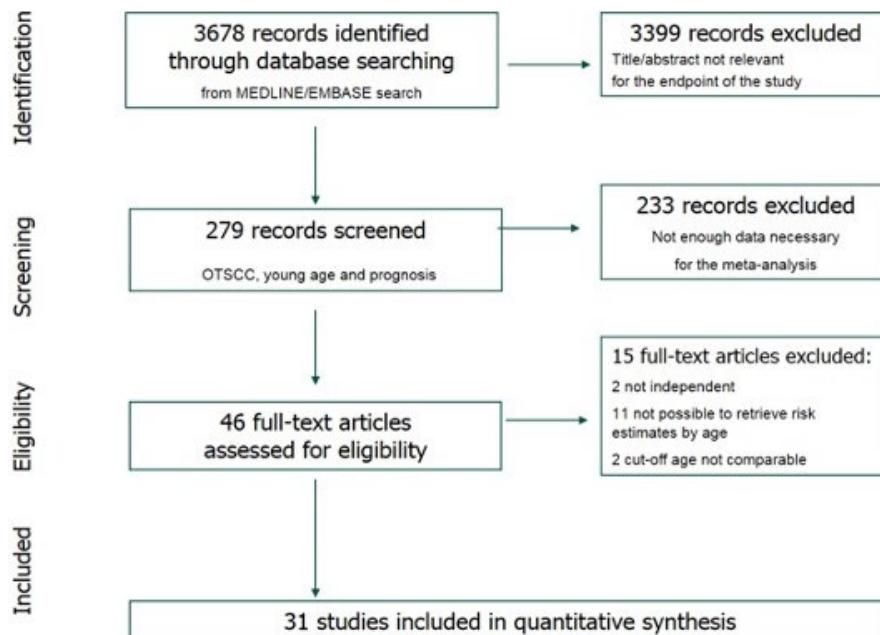 Identification
3678 records identified
through database searching
from MEDLINE/EMBASE search
3399 records excluded
Title/abstract not relevant
for the endpoint of the study
Screening
279 records screened
OTSCC, young age and prognosis
233 records excluded
Not enough data necessary
for the meta-analysis
Eligibility
46 full-text articles
assessed for eligibility
15 full-text articles excluded:
2 not independent
11 not possible to retrieve risk
estimates by age
2 cut-off age not comparable
Included
31 studies included in quantitative synthesis